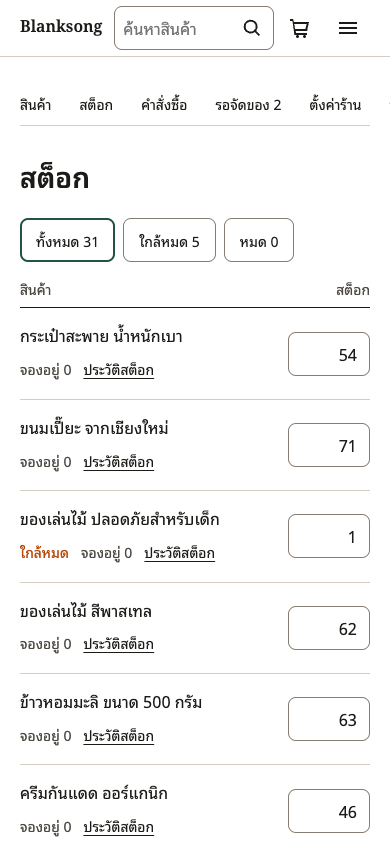 Blanksong
ค้นหาสินค้า
สินค้า สต็อก คำสั่งซื้อ รอจัดของ 2 ตั้งค่าร้าน
สต็อก
ทั้งหมด 31 ใกล้หมด 5 หมด 0
สินค้า สต็อก
กระเป๋าสะพาย น้ำหนักเบา
54
จองอยู่ 0 ประวัติสต็อก
ขนมเปี๊ยะ จากเชียงใหม่
71
จองอยู่ 0 ประวัติสต็อก
ของเล่นไม้ ปลอดภัยสำหรับเด็ก
1
ใกล้หมด จองอยู่ 0 ประวัติสต็อก
ของเล่นไม้ สีพาสเทล
62
จองอยู่ 0 ประวัติสต็อก
ข้าวหอมมะลิ ขนาด 500 กรัม
63
จองอยู่ 0 ประวัติสต็อก
ครีมกันแดด ออร์แกนิก
46
จองอยู่ 0 ประวัติสต็อก